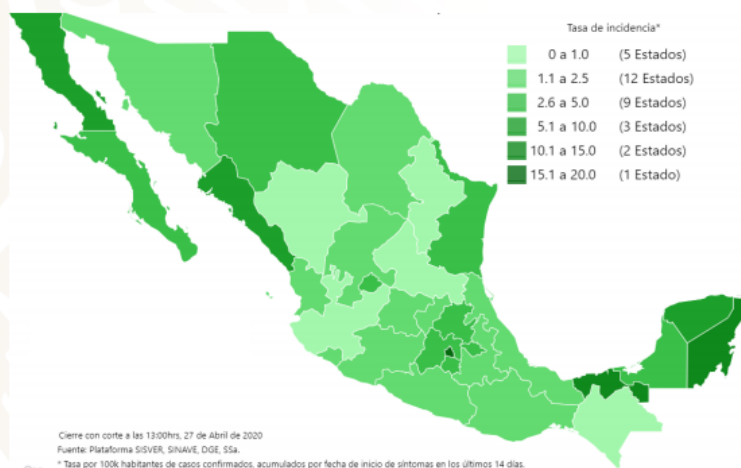 Tasa de incidencia*
0 a 1.0 (5 Estados)
1.1 a 2.5 (12 Estados)
2.6 a 5.0 (9 Estados)
5.1 a 10.0 (3 Estados)
10.1 a 15.0 (2 Estados)
15.1 a 20.0 (1 Estado)
Cierre con corte a las 13:00hrs, 27 de Abril de 2020
Fuente: Plataforma SISVER, SINAVE, DGE, SSa.
* Tasa por 100k habitantes de casos confirmados, acumulados por fecha de inicio de síntomas en los últimos 14 días.